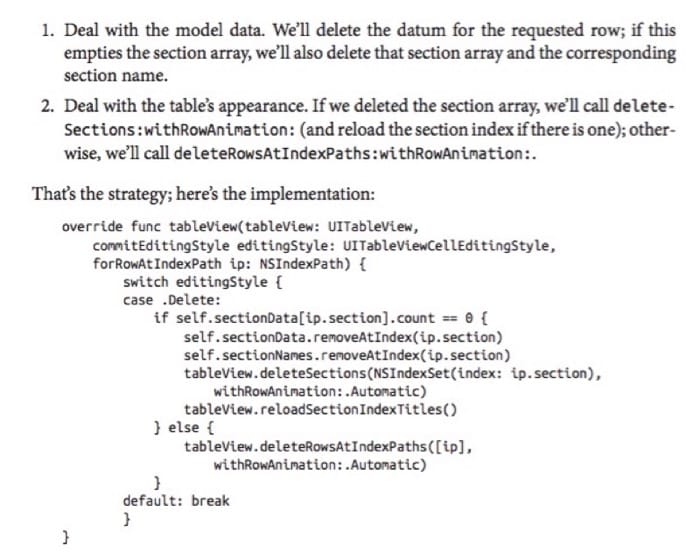 1. Deal with the model data. We'll delete the datum for the requested row; if this
empties the section array, we'll also delete that section array and the corresponding
section name.
2. Deal with the table's appearance. If we deleted the section array, we'll call delete-
Sections:withRowAnimation: (and reload the section index if there is one); other-
wise, we'll call deleteRowsAtIndexPaths:withRowAnimation:.
That's the strategy; here's the implementation:
override func tableView(tableView: UITableView,
commitEditingStyle editingStyle: UITableViewCellEditingStyle,
forRowAtIndexPath ip: NSIndexPath) {
switch editingStyle {
case .Delete:
if self.sectionData[ip.section].count == 0 {
self.sectionData.removeAtIndex(ip.section)
self.sectionNames.removeAtIndex(ip.section)
tableView.deleteSections(NSIndexSet(index: ip.section),
withRowAnimation:.Automatic)
tableView.reloadSectionIndexTitles()
} else {
tableView.deleteRowsAtIndexPaths([ip],
withRowAnimation:.Automatic)
}
default: break
}
}